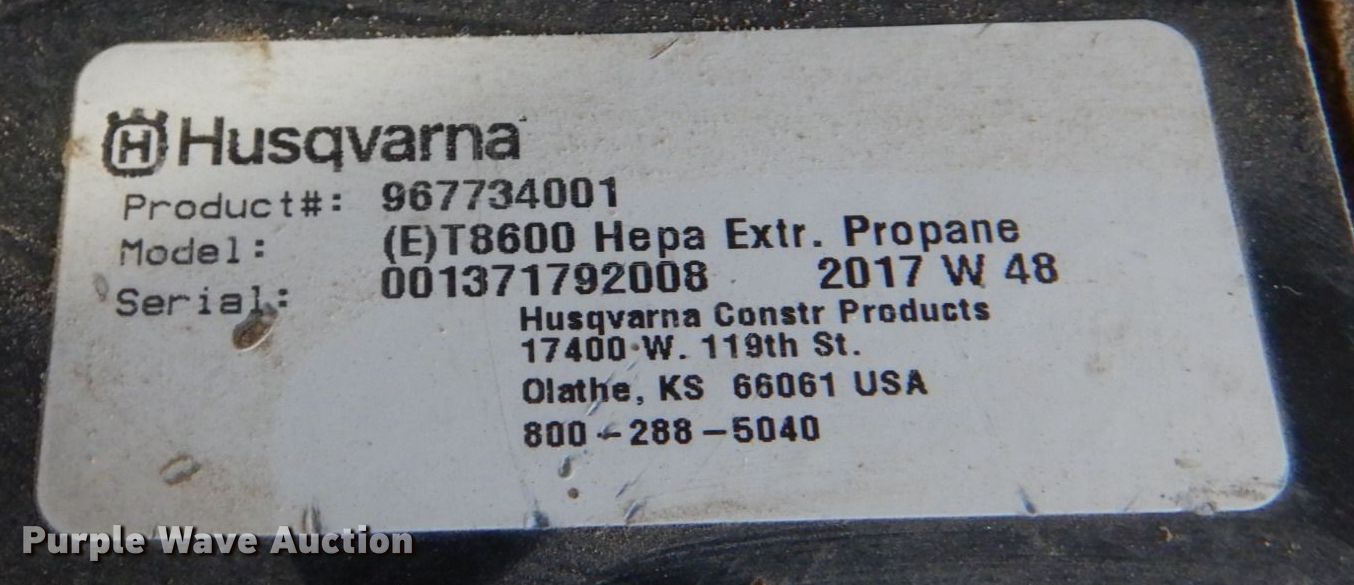 Husqvarna
Product#: 967734001
Model: (E)T8600 Hepa Extr. Propane
Serial: 001371792008 2017 W 48
Husqvarna Constr Products
17400 W. 119th St.
Olathe, KS 66061 USA
800-288-5040
Purple Wave Auction